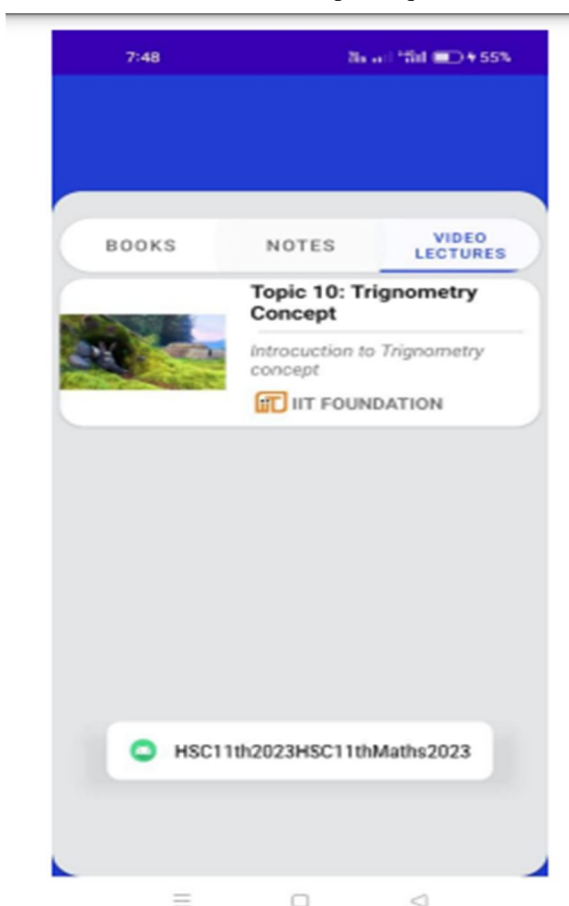 7:48
55%
BOOKS
NOTES
VIDEO
LECTURES
Topic 10: Trignometry
Concept
Introcuction to Trignometry
concept
IIT FOUNDATION
HSC11th2023HSC11thMaths2023